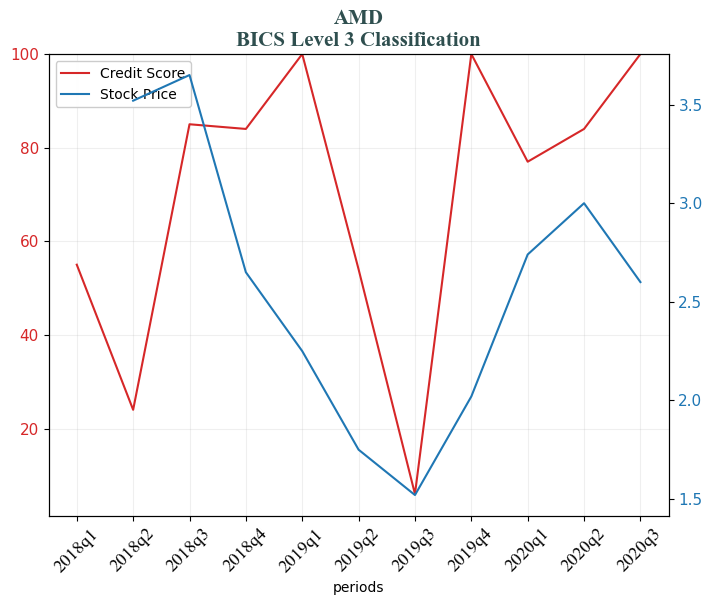 AMD
BICS Level 3 Classification
Credit Score
Stock Price
100
80
60
40
20
3.5
3.0
2.5
2.0
1.5
2018q1
2018q2
2018q3
2018q4
2019q1
2019q2
2019q3
2019q4
2020q1
2020q2
2020q3
periods